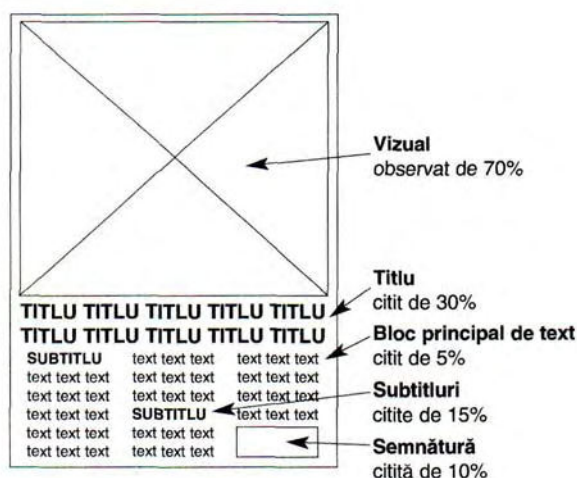 Vizual
observat de 70%
TITLU TITLU TITLU TITLU TITLU
TITLU TITLU TITLU TITLU TITLU
SUBTITLU text text text text text text
text text text text text text text text text
text text text text text text text text text
text text text SUBTITLU text text text
text text text text text text
text text text text text text
Titlu
citit de 30%
Bloc principal de text
citit de 5%
Subtitluri
citite de 15%
Semnătură
citită de 10%